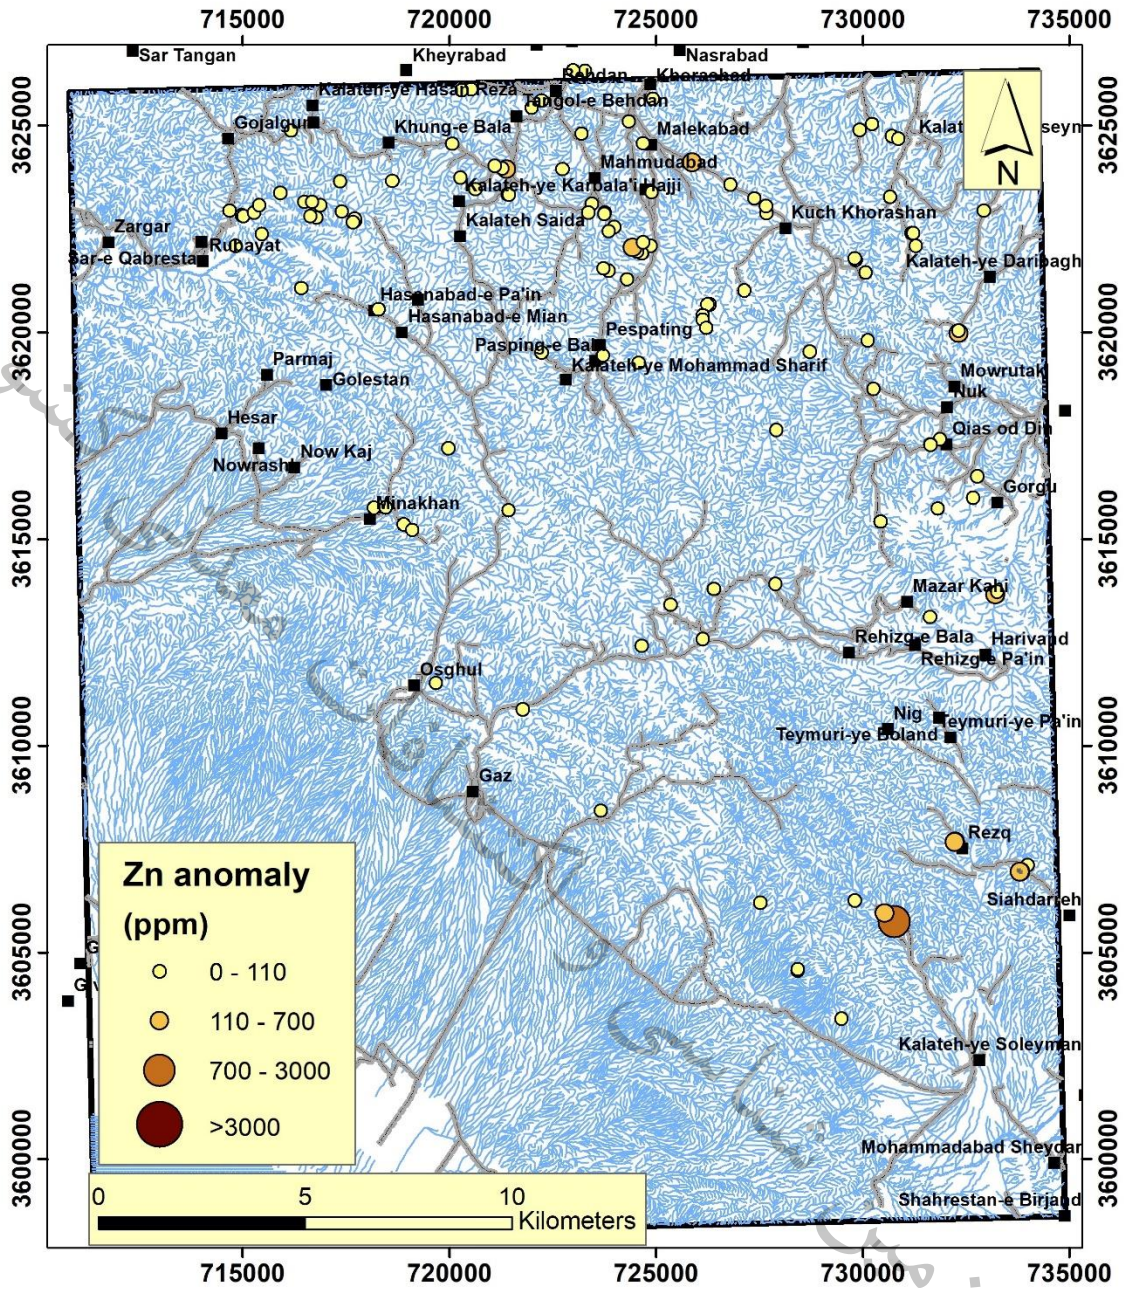 715000 720000 725000 730000 735000
Sar Tangan
Kheyrabad
Nasrabad
Behdan
Khorashad
Kalateh-ye Hasan Reza
Tangol-e Behdan
3625000
3625000
Gojalgun
Khung-e Bala
Malekabad
Mahmudabad
Kalateh-ye Karbala'i Hajji
Kalateh Saida
Kuch Khorashan
Zargar
Rubayat
Sar-e Qabresta
Kalateh-ye Daribagh
Hasanabad-e Pa'in
Hasanabad-e Mian
3620000
3620000
Pespating
Pasping-e Bala
Kalateh-ye Mohammad Sharif
Parmaj
Golestan
Mowrutak
Nuk
Hesar
Qias od Din
Now Kaj
Gorgu
Minakhan
3615000
3615000
Mazar Kahi
Rehizg-e Bala
Harivand
Rehizg-e Pa'in
Osghul
Nig
Teymuri-ye Pa'in
Teymuri-ye Boland
3610000
3610000
Gaz
Rezq
Siahdarreh
3605000
3605000
Kalateh-ye Soleyman
Mohammadabad Sheydan
Shahrestan-e Birjand
3600000
3600000
N
Zn anomaly
(ppm)
0 - 110
110 - 700
700 - 3000
>3000
0 5 10
Kilometers
715000 720000 725000 730000 735000